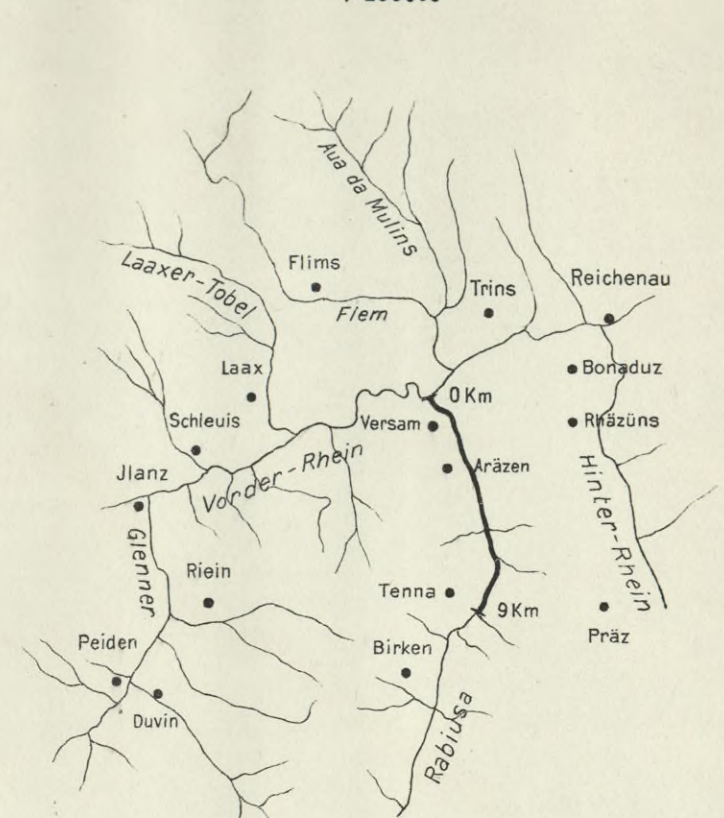 Aua da Mulins
Flims
Laaxer-Tobel
Trins
Reichenau
Flem
Laax
Bonaduz
0 Km
Schleuis
Versam
Rhäzüns
Jlanz
Vorder-Rhein
Aräzen
Hinter-Rhein
Glenner
Riein
Tenna
9 Km
Präz
Peiden
Birken
Duvin
Rabiusa